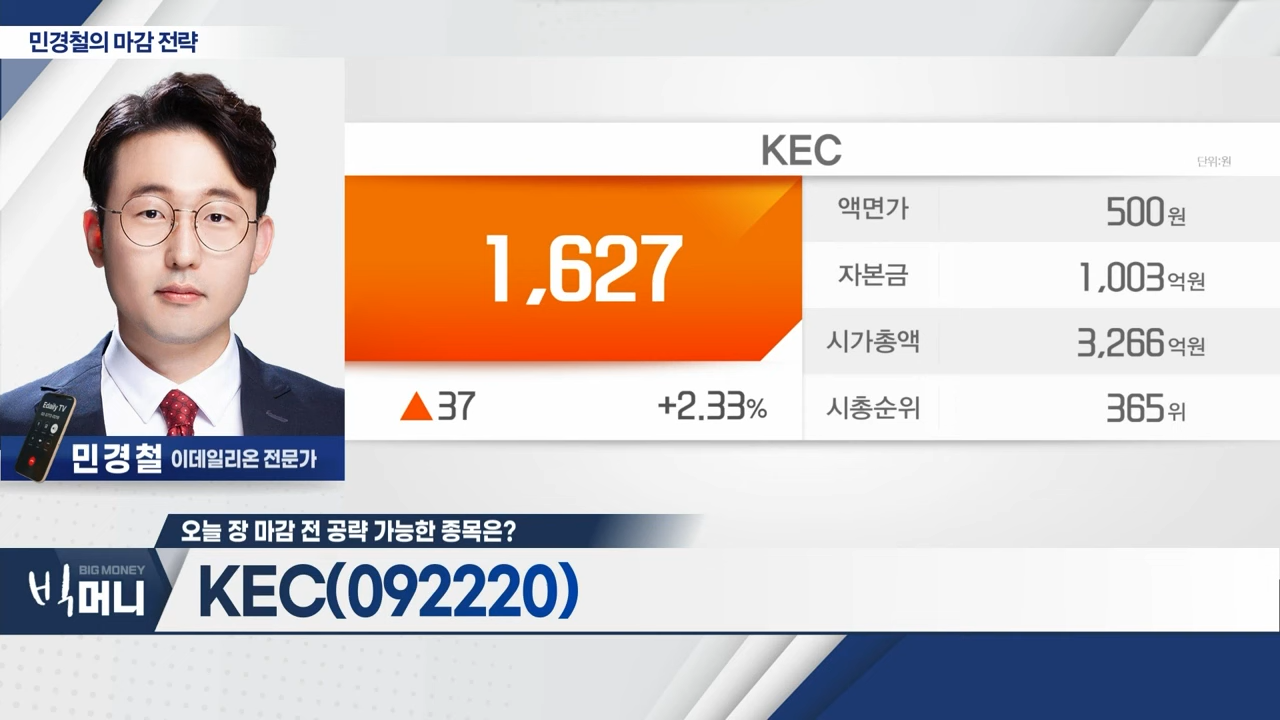 민경철의 마감 전략
KEC
단위:원
1,627
▲37 +2.33%
액면가 500원
자본금 1,003억원
시가총액 3,266억원
시총순위 365위
Edaily TV
민경철 이데일리온 전문가
오늘 장 마감 전 공략 가능한 종목은?
BIG MONEY
빅머니
KEC(092220)